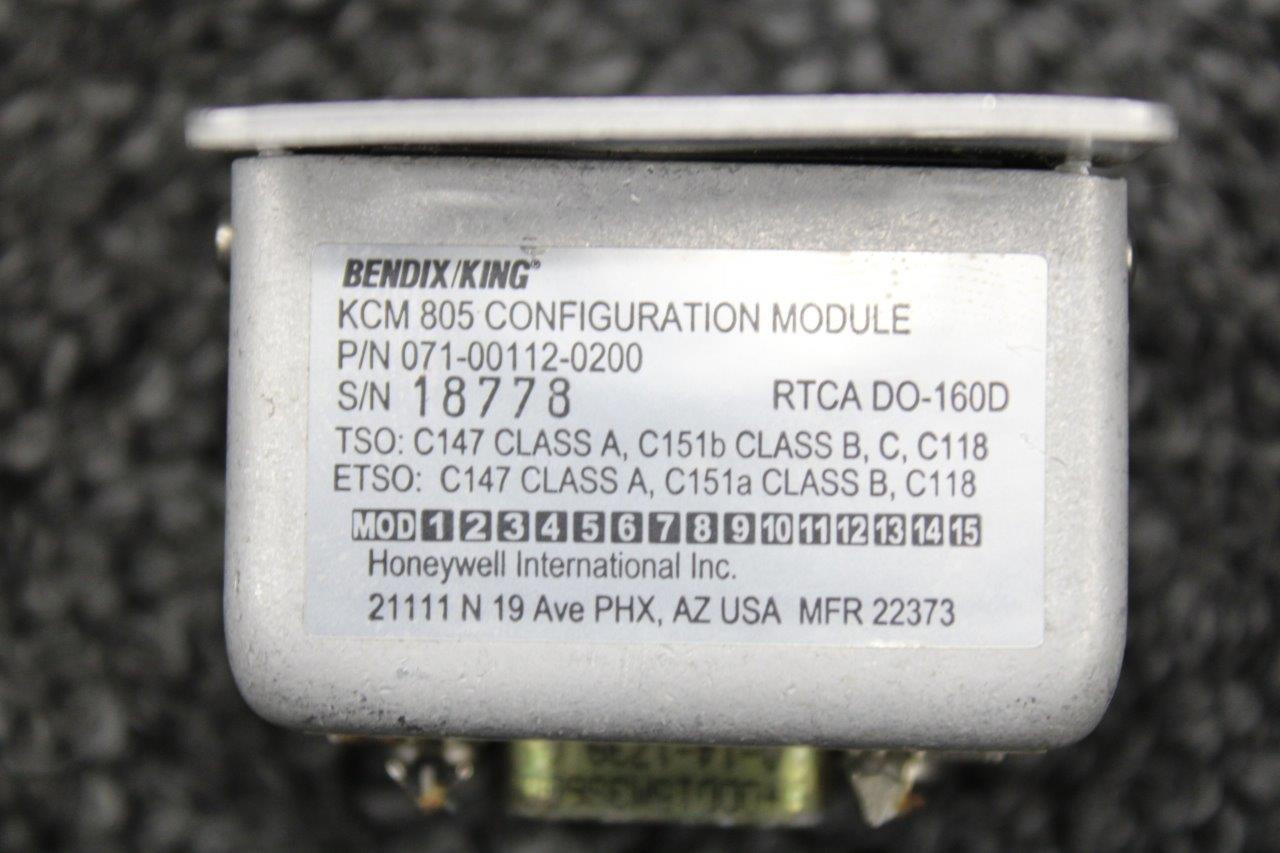 BENDIX/KING®
KCM 805 CONFIGURATION MODULE
P/N 071-00112-0200
S/N 18778 RTCA DO-160D
TSO: C147 CLASS A, C151b CLASS B, C, C118
ETSO: C147 CLASS A, C151a CLASS B, C118
MOD 1 2 3 4 5 6 7 8 9 10 11 12 13 14 15
Honeywell International Inc.
21111 N 19 Ave PHX, AZ USA MFR 22373